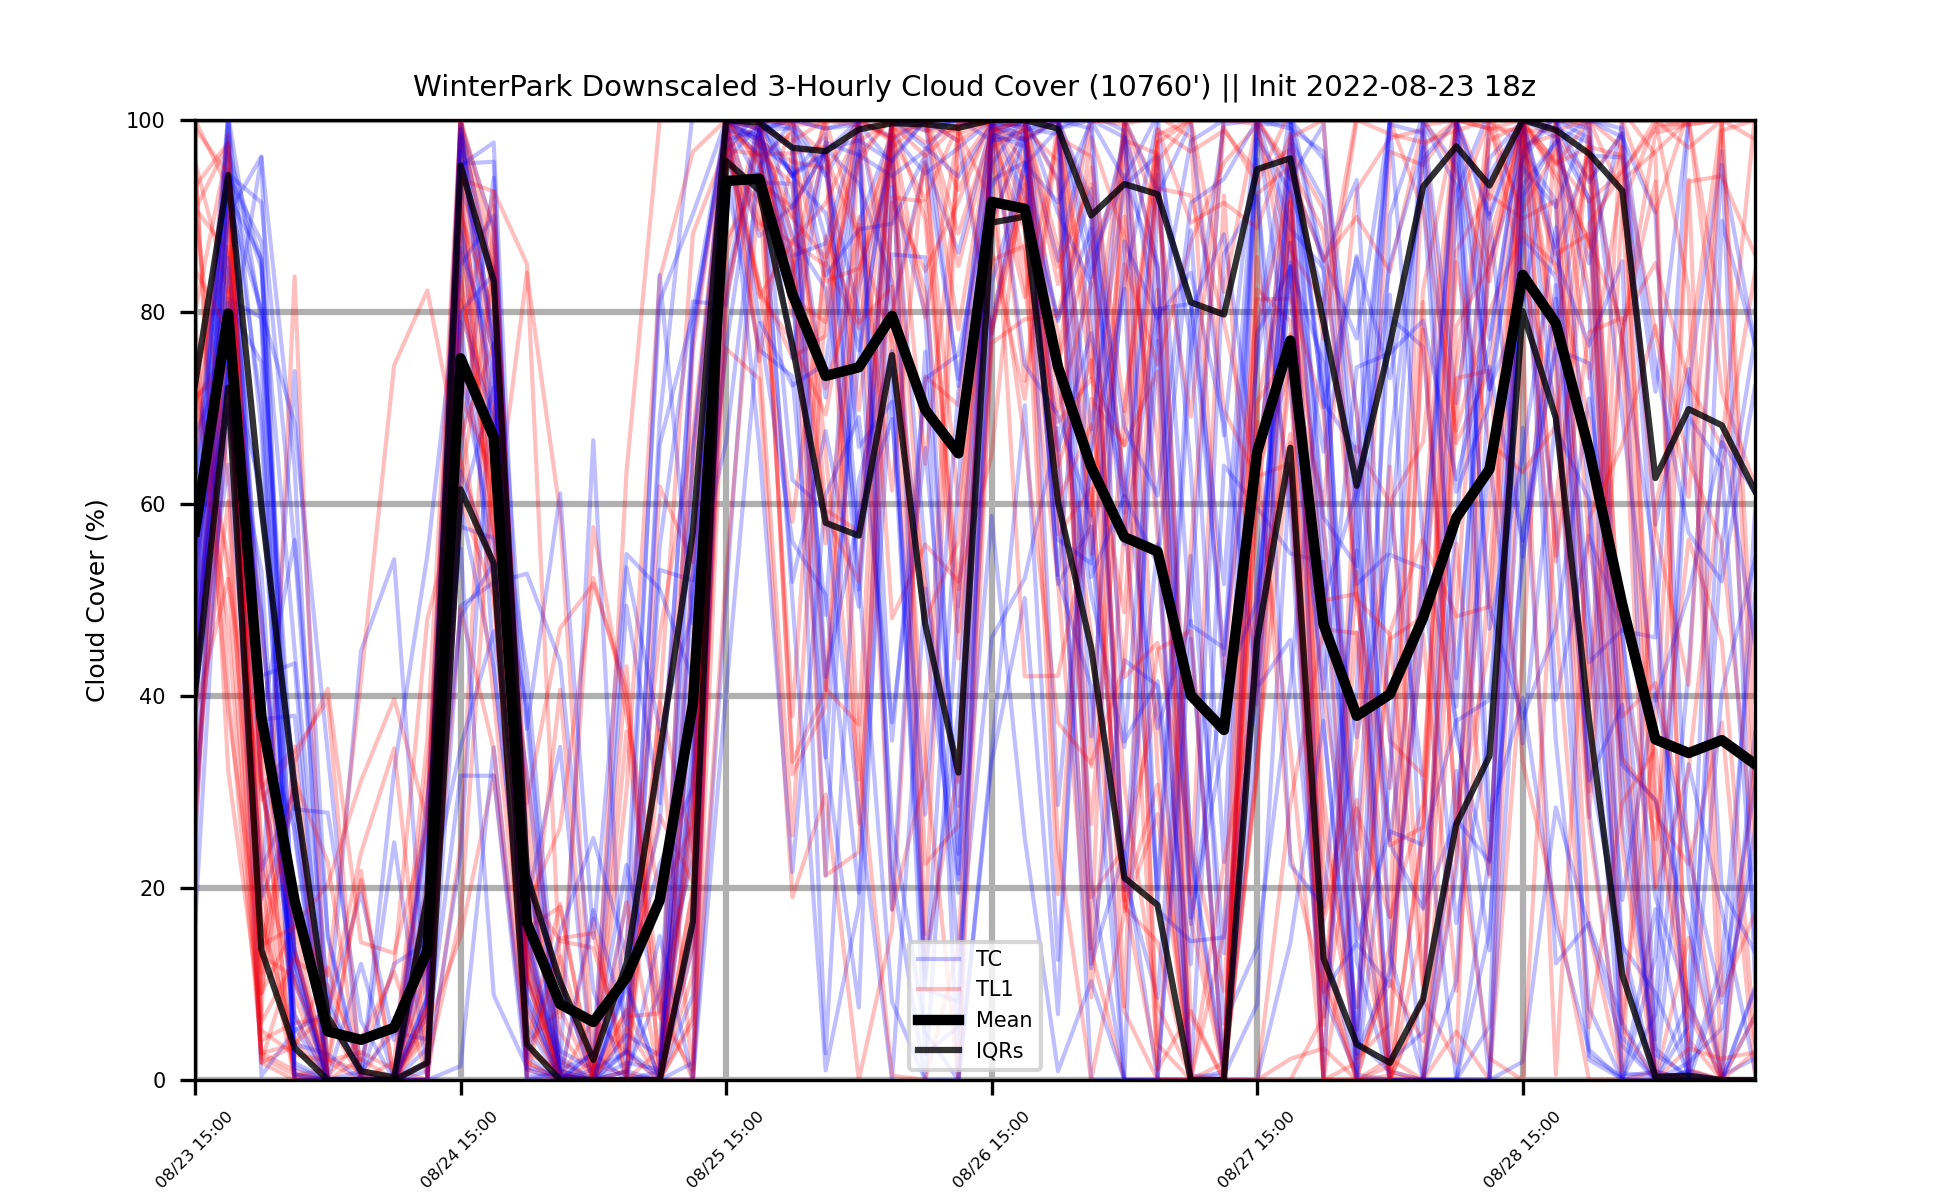 WinterPark Downscaled 3-Hourly Cloud Cover (10760') || Init 2022-08-23 18z
Cloud Cover (%)
100
80
60
40
20
0
TC
TL1
Mean
IQRs
08/23 15:00
08/24 15:00
08/25 15:00
08/26 15:00
08/27 15:00
08/28 15:00